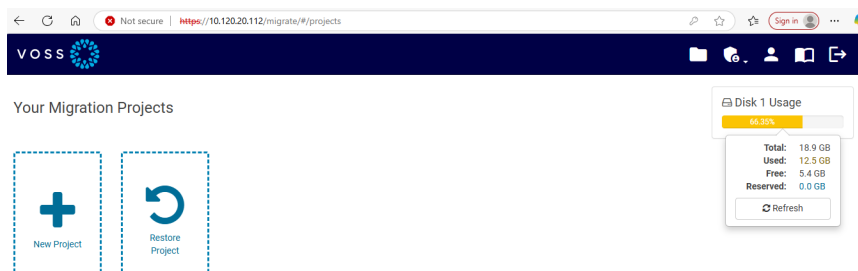 Not secure | https://10.120.20.112/migrate/#/projects
Sign in
VOSS
Your Migration Projects
Disk 1 Usage
66.35%
Total: 18.9 GB
Used: 12.5 GB
Free: 5.4 GB
Reserved: 0.0 GB
Refresh
New Project
Restore
Project